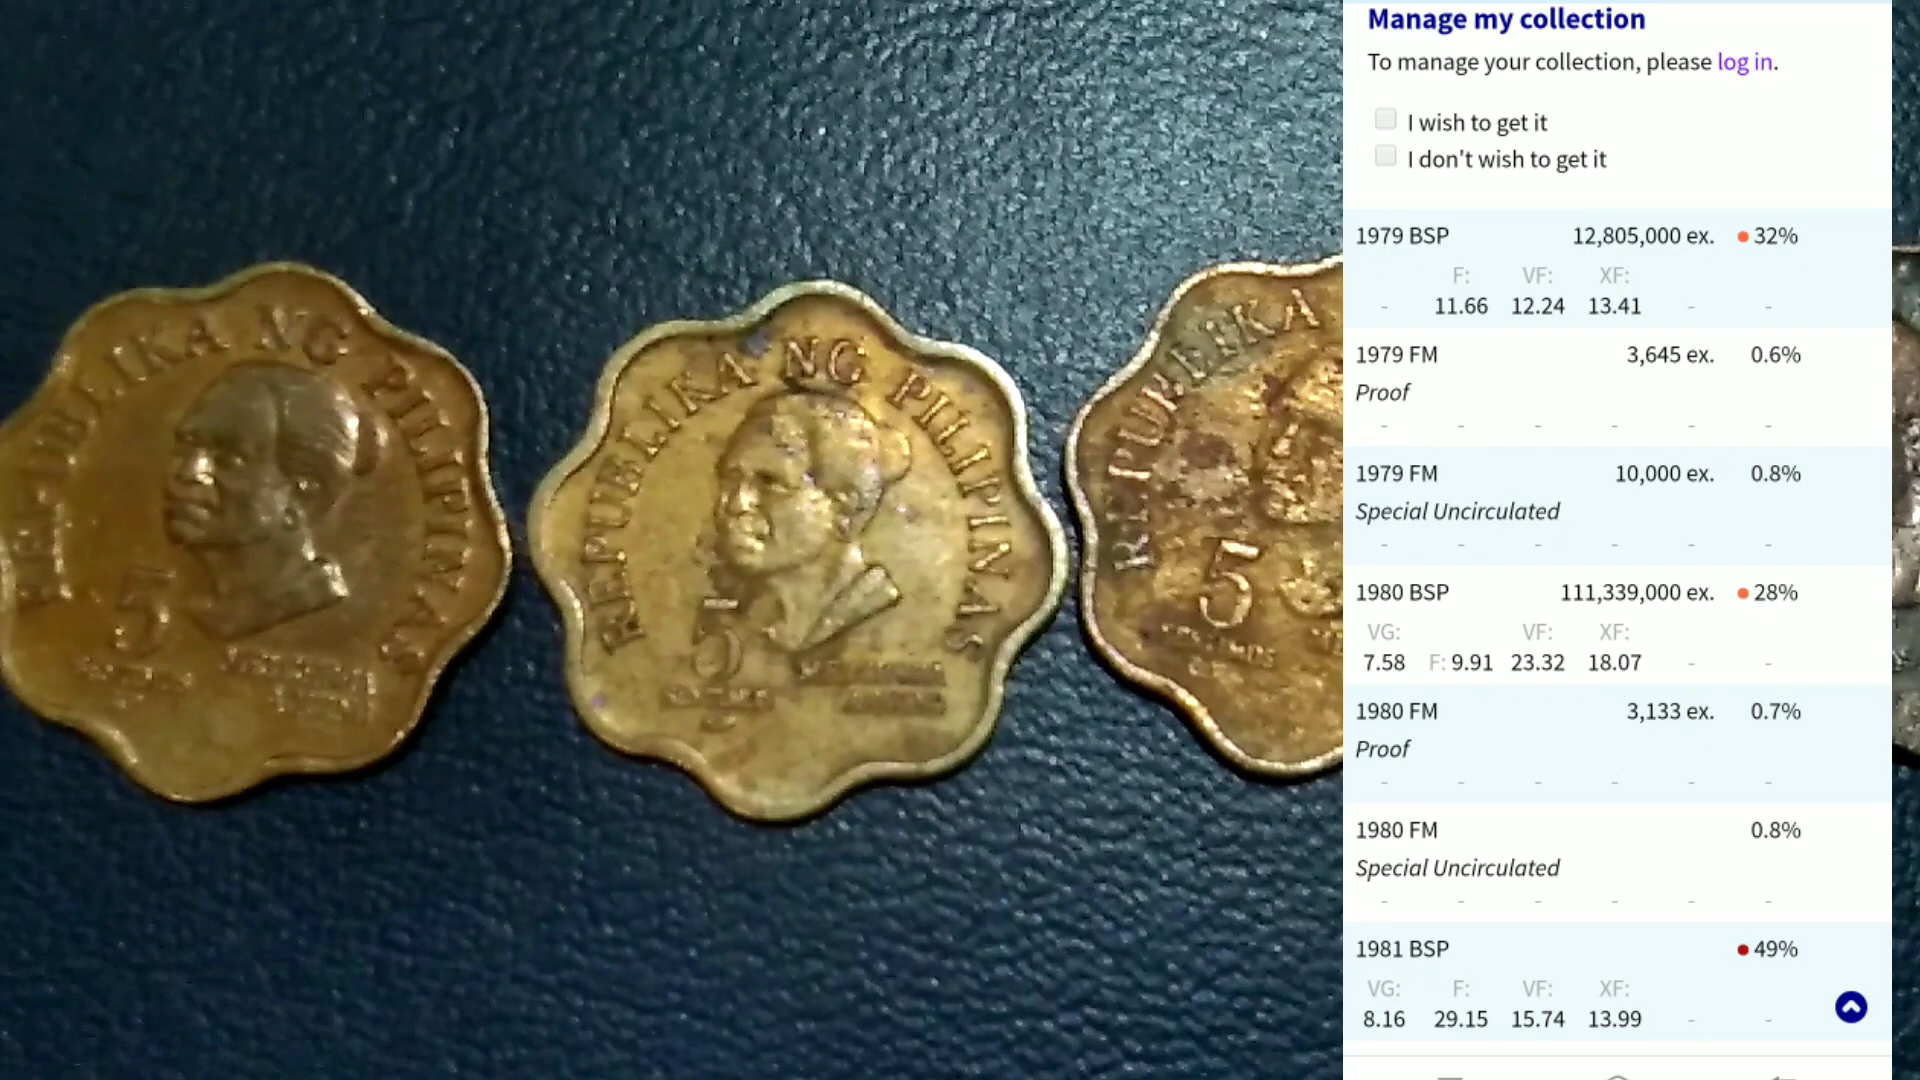 REPUBLIKA NG PILIPINAS
5
REPUBLIKA NG PILIPINAS
5
REPUBLIKA
5
Manage my collection
To manage your collection, please log in.
I wish to get it
I don't wish to get it
1979 BSP 12,805,000 ex. 32%
F: VF: XF:
- 11.66 12.24 13.41 - -
1979 FM 3,645 ex. 0.6%
Proof
- - - - - -
1979 FM 10,000 ex. 0.8%
Special Uncirculated
- - - - - -
1980 BSP 111,339,000 ex. 28%
VG: VF: XF:
7.58 F: 9.91 23.32 18.07 - -
1980 FM 3,133 ex. 0.7%
Proof
- - - - - -
1980 FM 0.8%
Special Uncirculated
- - - - - -
1981 BSP 49%
VG: F: VF: XF:
8.16 29.15 15.74 13.99 - -